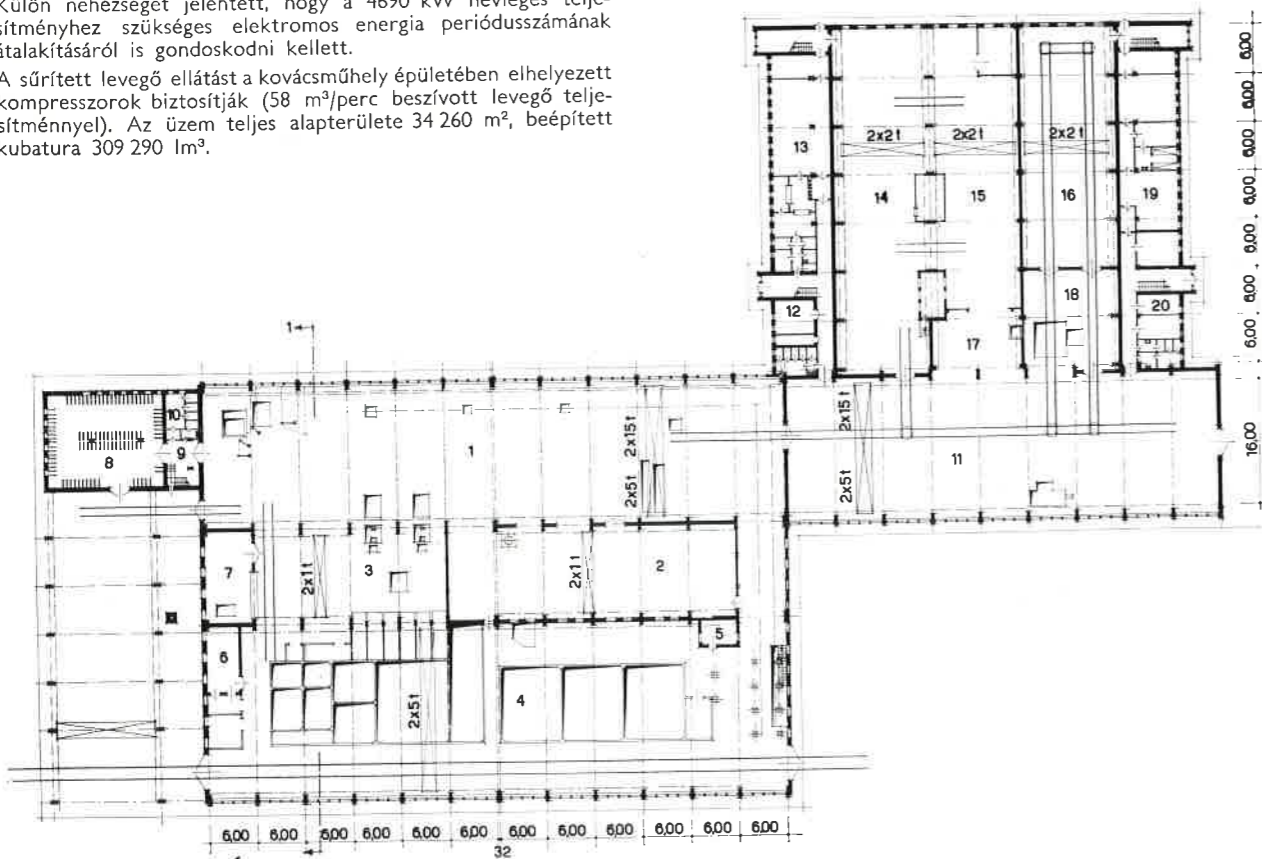 Külön nehézséget jelentett, hogy a 4690 kW névleges telje-
sítményhez szükséges elektromos energia periódusszámának
átalakításáról is gondoskodni kellett.
A sűrített levegő ellátást a kovácsműhely épületében elhelyezett
kompresszorok biztosítják (58 m³/perc beszívott levegő telje-
sítménnyel). Az üzem teljes alapterülete 34 260 m², beépített
kubatura 309 290 lm³.
6,00
6,00
6,00
6,00
6,00
6,00
6,00
16,00
13
2x2t
2x2t
2x2t
14
15
16
19
12
18
20
17
1
10
9
8
1
2x15t
2x5t
2x15t
2x5t
11
7
3
2x1t
2x1t
2
6
5
4
2x5t
6,00 6,00 6,00 6,00 6,00 6,00 6,00 6,00 6,00 6,00 6,00 6,00
32